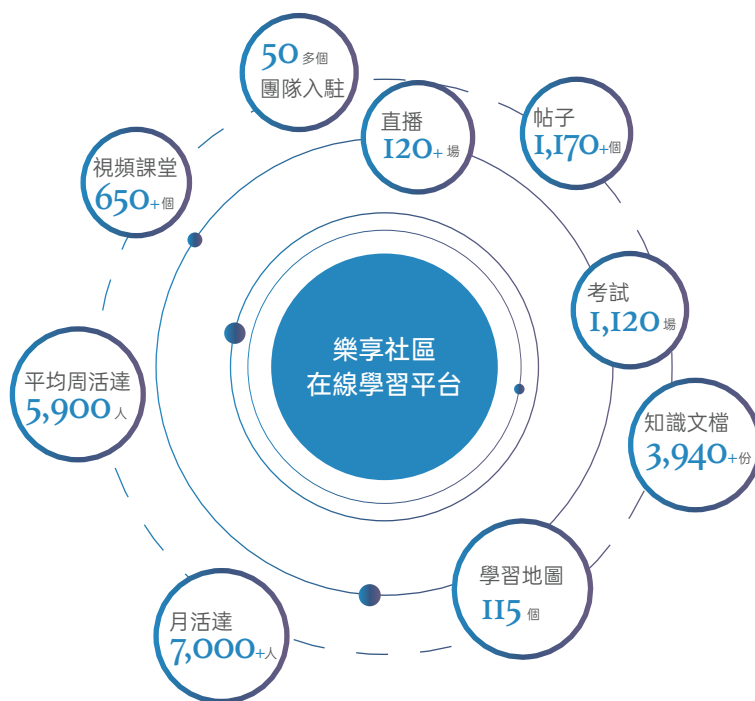 50多個
團隊入駐
直播
120+場
帖子
1,170+個
視頻課堂
650+個
考試
1,120場
樂享社區
在線學習平台
平均周活達
5,900人
知識文檔
3,940+份
學習地圖
115個
月活達
7,000+人